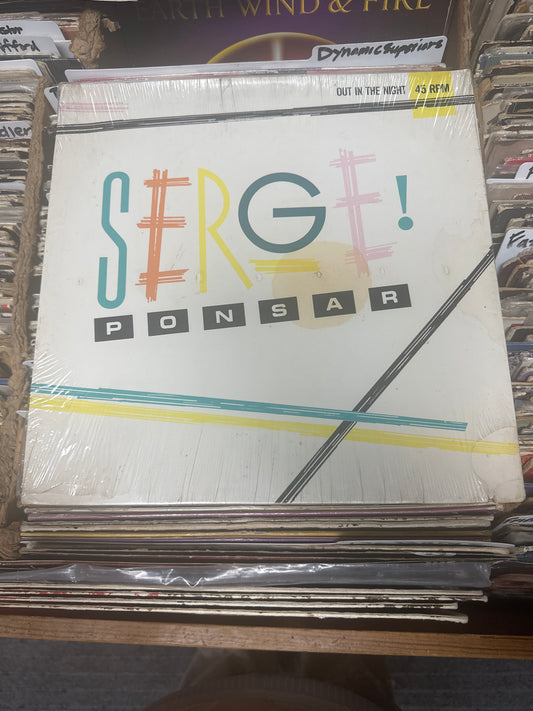 EARTH WIND & FIRE
Dynamic Superiors
OUT IN THE NIGHT 45 RPM
SERGE!
PONSAR